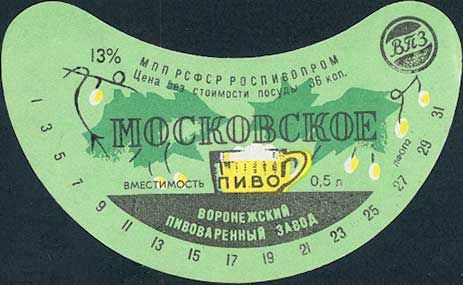 13%
МПП РСФСР РОСПИВОПРОМ
Цена без стоимости посуды 36 коп.
ВПЗ
МОСКОВСКОЕ
ВМЕСТИМОСТЬ
ПИВО
0,5 л
ВОРОНЕЖСКИЙ
ПИВОВАРЕННЫЙ ЗАВОД
1 3 5 7 9 11 13 15 17 19 21 23 25 27 29 31